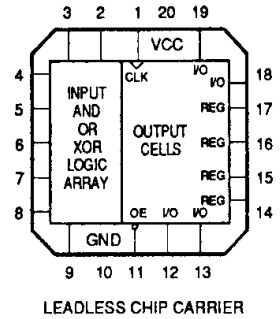 3 2 1 20 19
VCC
4
CLK
I/O
I/O
18
INPUT
AND
OR
XOR
LOGIC
ARRAY
OUTPUT
CELLS
5
REG
17
6
REG
16
7
REG
15
8
REG
14
OE I/O I/O
GND
9 10 11 12 13
LEADLESS CHIP CARRIER